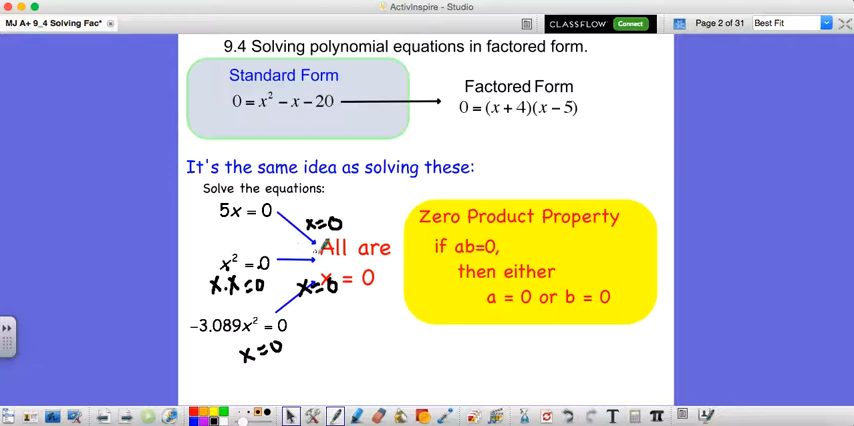 ActivInspire - Studio
MJ A+ 9_4 Solving Fac*
CLASSFLOW Connect
Page 2 of 31
Best Fit
9.4 Solving polynomial equations in factored form.
Standard Form
0 = x² − x − 20
Factored Form
0 = (x + 4)(x − 5)
It's the same idea as solving these:
Solve the equations:
5x = 0
x=0
x² = 0
x.x=0
All are
x = 0
x=0
−3.089x² = 0
x=0
Zero Product Property
if ab=0,
then either
a = 0 or b = 0